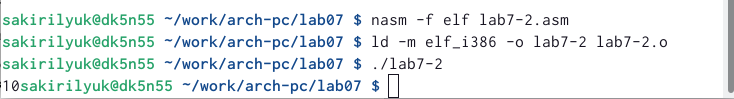 sakirilyuk@dk5n55 ~/work/arch-pc/lab07 $ nasm -f elf lab7-2.asm
sakirilyuk@dk5n55 ~/work/arch-pc/lab07 $ ld -m elf_i386 -o lab7-2 lab7-2.o
sakirilyuk@dk5n55 ~/work/arch-pc/lab07 $ ./lab7-2
10sakirilyuk@dk5n55 ~/work/arch-pc/lab07 $